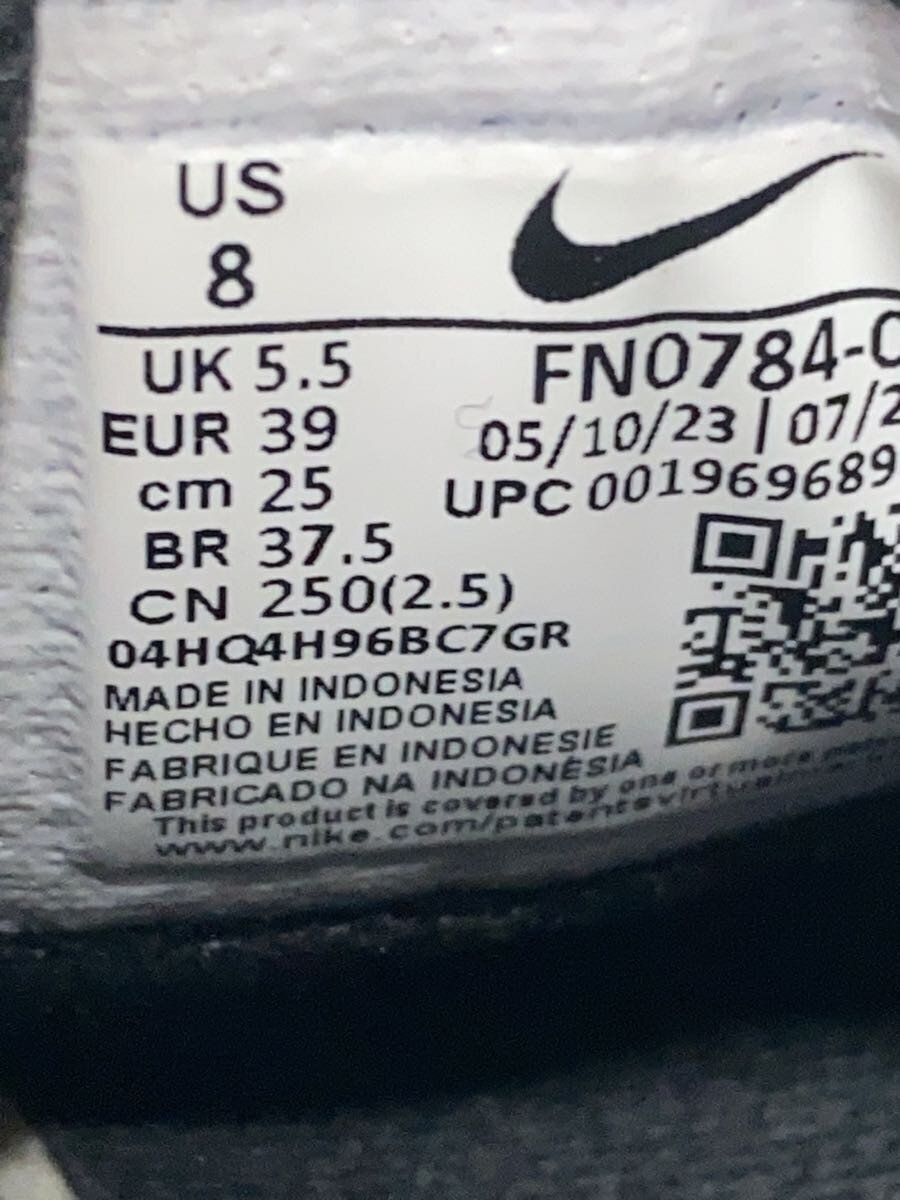 US
8
UK 5.5
EUR 39
cm 25
BR 37.5
CN 250(2.5)
FN0784-0
05/10/23 | 07/2
UPC 001969689
04HQ4H96BC7GR
MADE IN INDONESIA
HECHO EN INDONESIA
FABRIQUE EN INDONESIE
FABRICADO NA INDONÉSIA
This product is covered by one or more
www.nike.com/patents